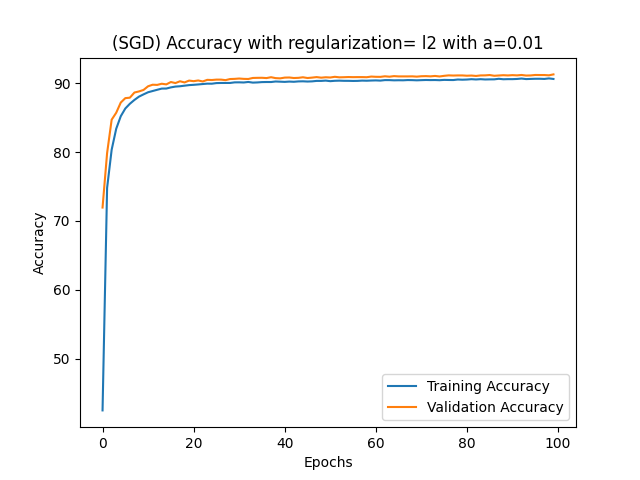 (SGD) Accuracy with regularization= l2 with a=0.01
90
80
70
60
50
Accuracy
0 20 40 60 80 100
Epochs
Training Accuracy
Validation Accuracy